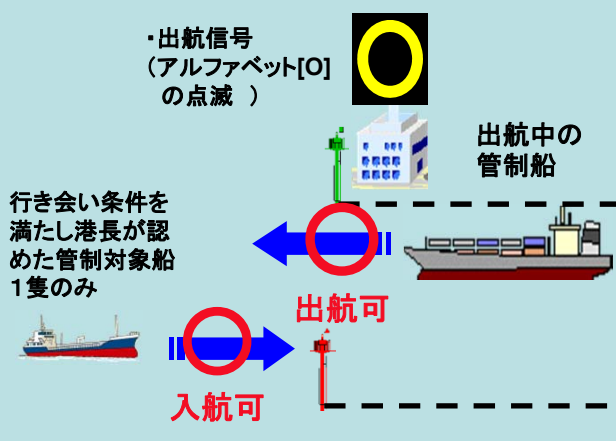 ・出航信号
（アルファベット[O]
の点滅　）
出航中の
管制船
行き会い条件を
満たし港長が認
めた管制対象船
１隻のみ
出航可
入航可